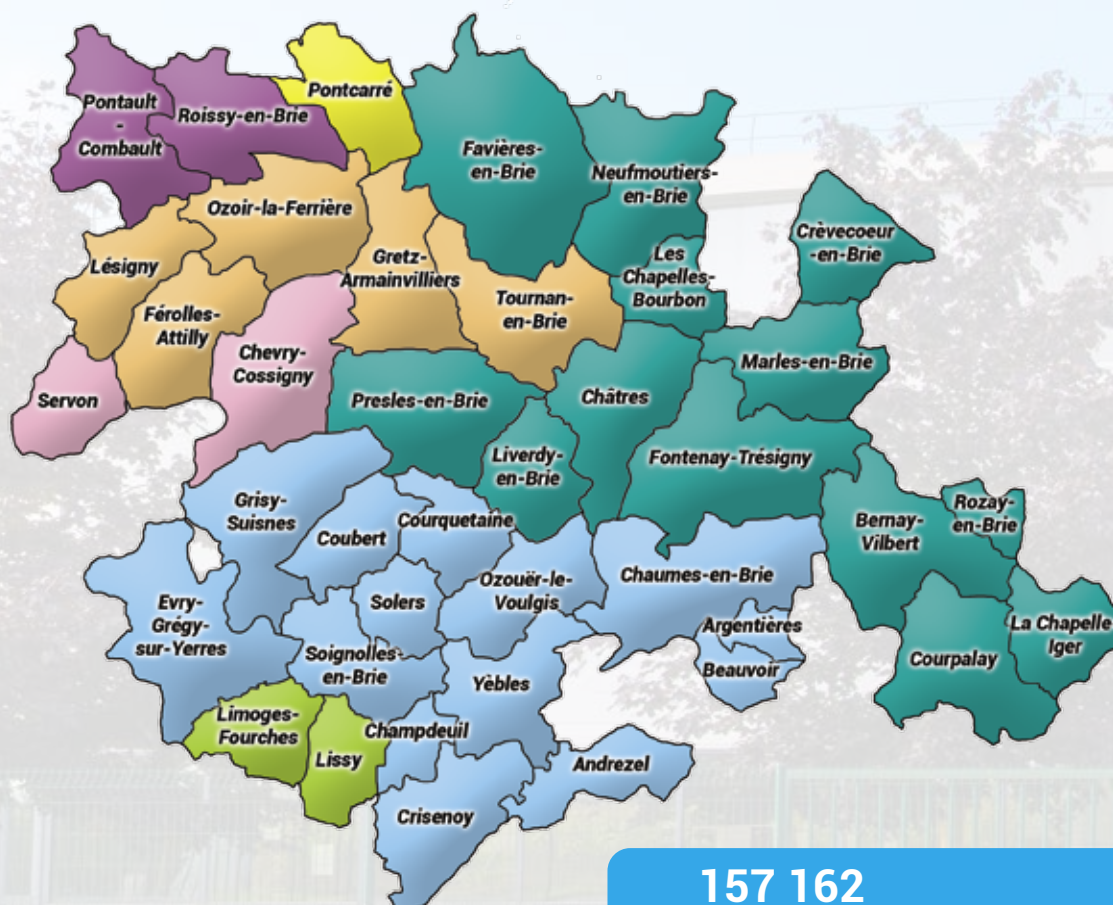 Pontault
-
Combault
Roissy-en-Brie
Pontcarré
Favières-
en-Brie
Neufmoutiers-
en-Brie
Les
Chapelles-
Bourbon
Crèvecoeur
-en-Brie
Ozoir-la-Ferrière
Lésigny
Férolles-
Attilly
Gretz-
Armainvilliers
Tournan-
en-Brie
Servon
Chevry-
Cossigny
Presles-en-Brie
Châtres
Marles-en-Brie
Liverdy-
en-Brie
Fontenay-Trésigny
Grisy-
Suisnes
Coubert
Courquetaine
Bernay-
Vilbert
Rozay-
en-Brie
Evry-
Grégy-
sur-Yerres
Solers
Ozouër-le-
Voulgis
Chaumes-en-Brie
Argentières
Beauvoir
La Chapelle
Iger
Courpalay
Soignolles-
en-Brie
Yèbles
Limoges-
Fourches
Lissy
Champdeuil
Andrezel
Crisenoy
157 162